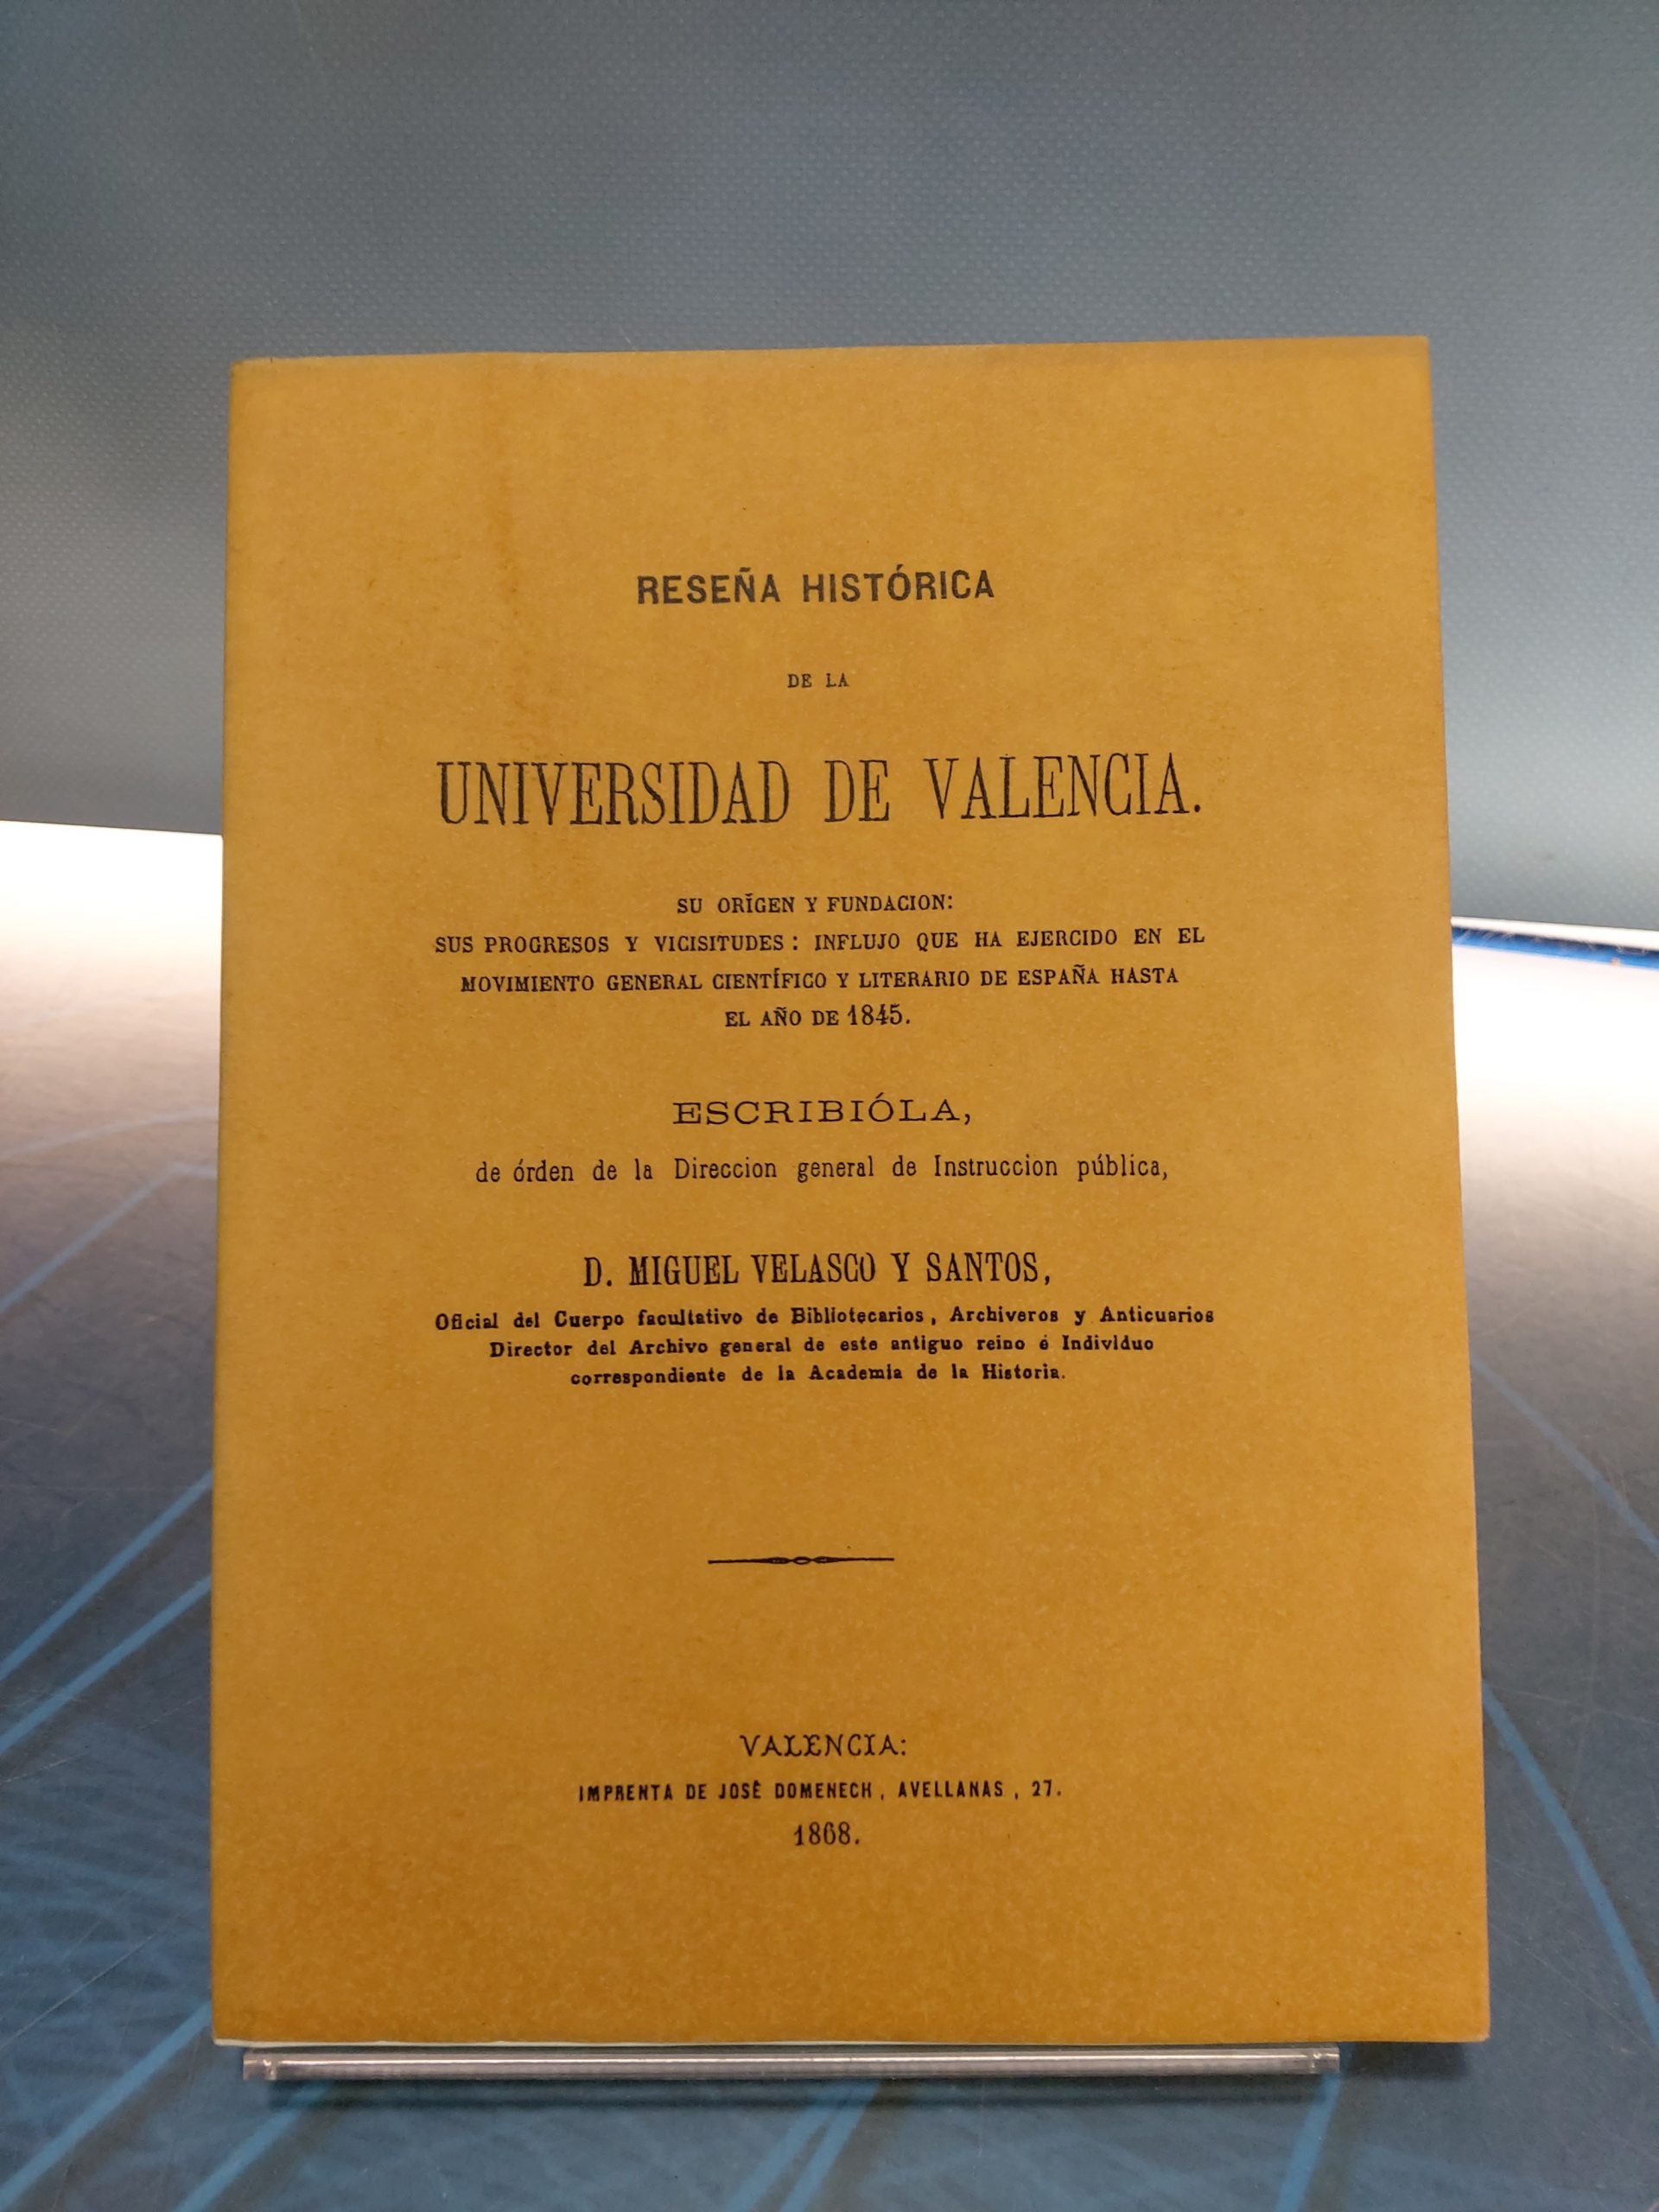 RESEÑA HISTÓRICA
DE LA
UNIVERSIDAD DE VALENCIA.
SU ORÍGEN Y FUNDACION:
SUS PROGRESOS Y VICISITUDES: INFLUJO QUE HA EJERCIDO EN EL
MOVIMIENTO GENERAL CIENTÍFICO Y LITERARIO DE ESPAÑA HASTA
EL AÑO DE 1845.
ESCRIBIÓLA,
de órden de la Direccion general de Instruccion pública,
D. MIGUEL VELASCO Y SANTOS,
Oficial del Cuerpo facultativo de Bibliotecarios, Archiveros y Anticuarios
Director del Archivo general de este antiguo reino é Individuo
correspondiente de la Academia de la Historia.
VALENCIA:
IMPRENTA DE JOSÉ DOMENECH, AVELLANAS, 27.
1868.